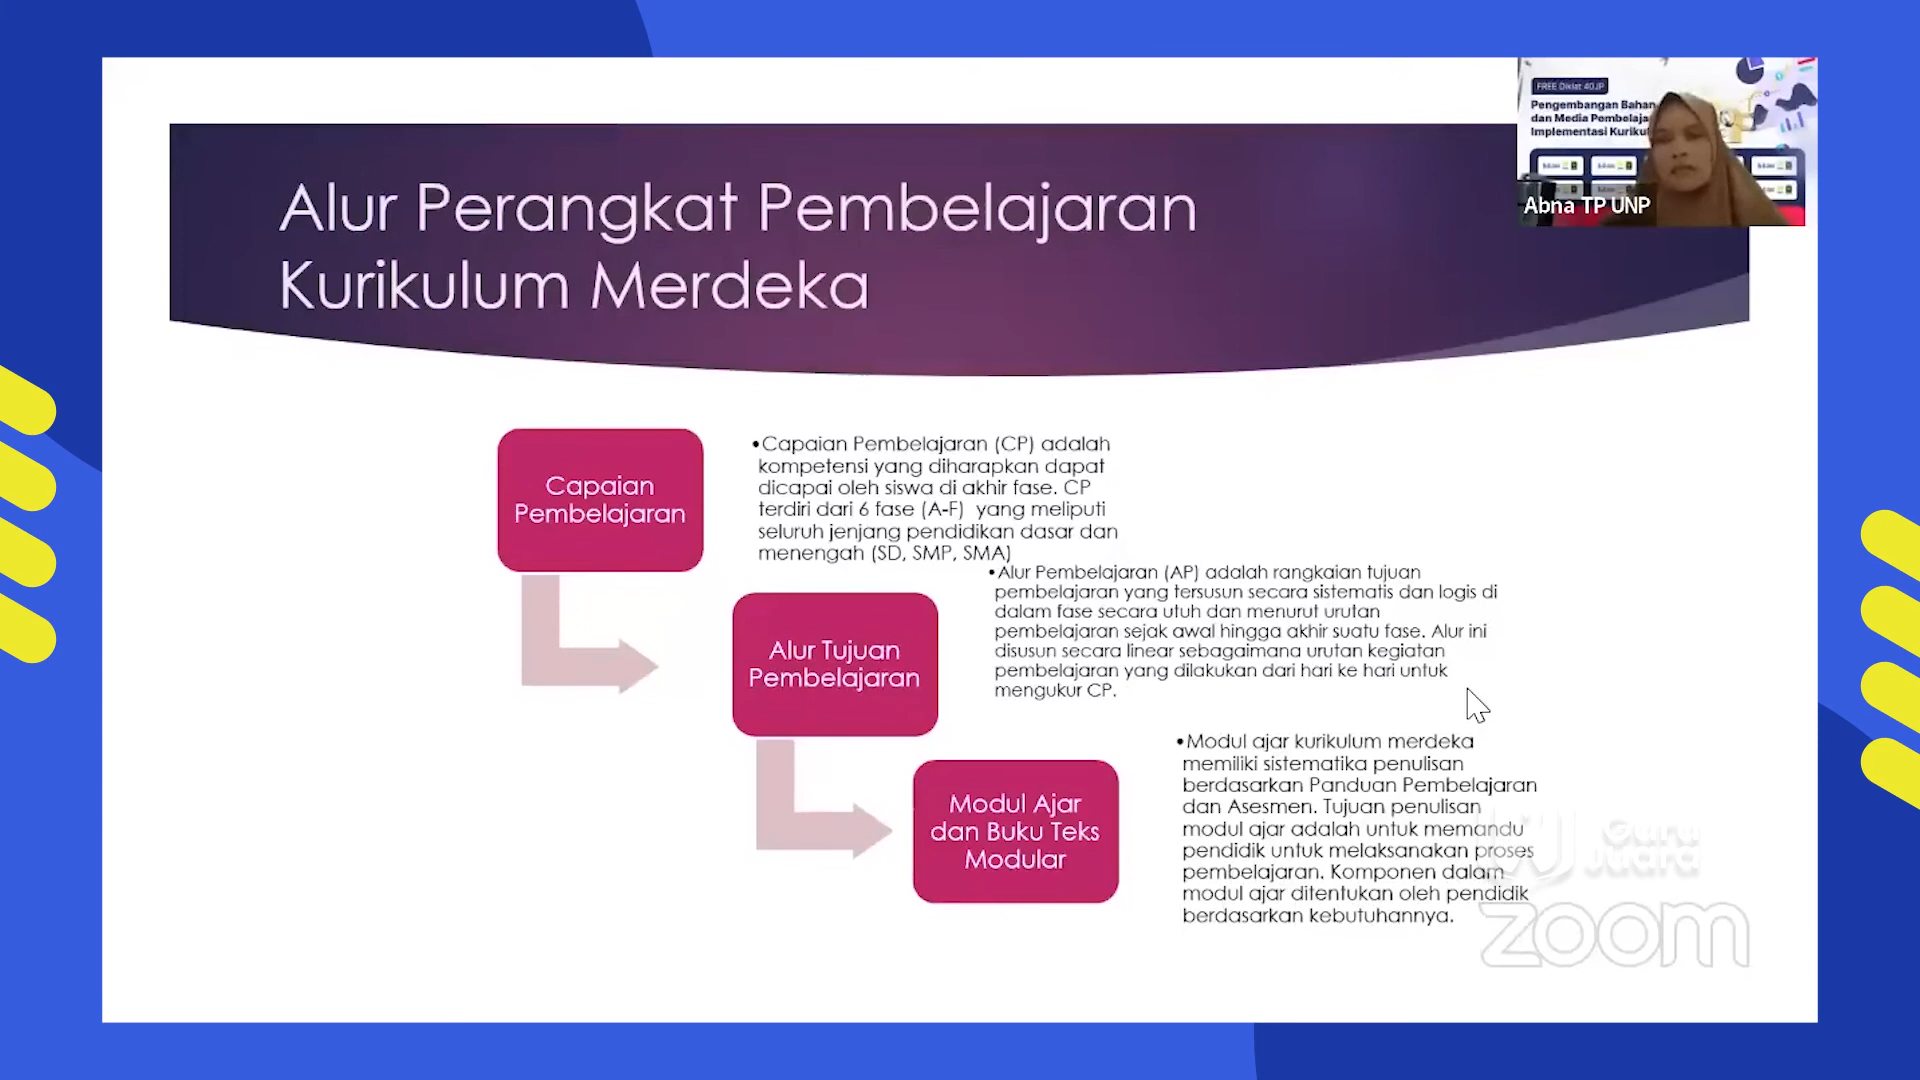 FREE Diklat 40JP
Pengembangan Bahan
dan Media Pembelaja
Implementasi Kuriku
Abna TP UNP
Alur Perangkat Pembelajaran
Kurikulum Merdeka
Capaian
Pembelajaran
•Capaian Pembelajaran (CP) adalah
kompetensi yang diharapkan dapat
dicapai oleh siswa di akhir fase. CP
terdiri dari 6 fase (A-F) yang meliputi
seluruh jenjang pendidikan dasar dan
menengah (SD, SMP, SMA)
Alur Tujuan
Pembelajaran
•Alur Pembelajaran (AP) adalah rangkaian tujuan
pembelajaran yang tersusun secara sistematis dan logis di
dalam fase secara utuh dan menurut urutan
pembelajaran sejak awal hingga akhir suatu fase. Alur ini
disusun secara linear sebagaimana urutan kegiatan
pembelajaran yang dilakukan dari hari ke hari untuk
mengukur CP.
Modul Ajar
dan Buku Teks
Modular
•Modul ajar kurikulum merdeka
memiliki sistematika penulisan
berdasarkan Panduan Pembelajaran
dan Asesmen. Tujuan penulisan
modul ajar adalah untuk memandu
pendidik untuk melaksanakan proses
pembelajaran. Komponen dalam
modul ajar ditentukan oleh pendidik
berdasarkan kebutuhannya.
Guru
Juara
zoom